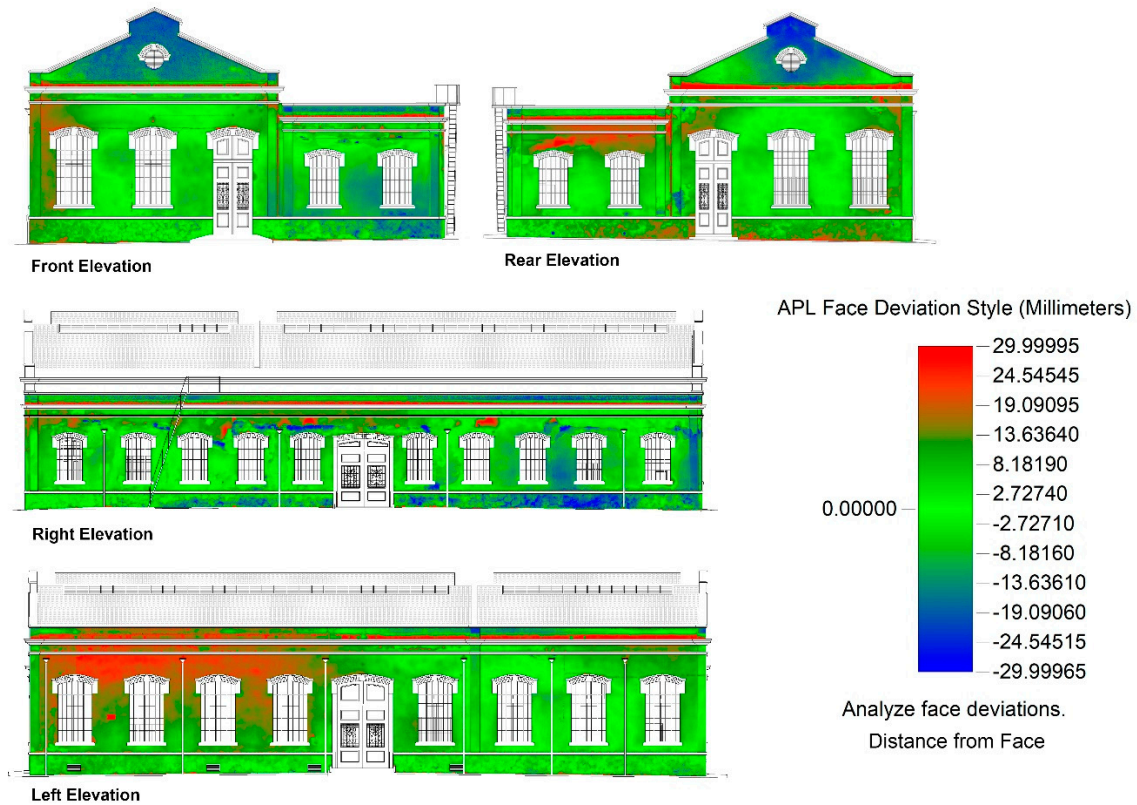 Front Elevation
Rear Elevation
Right Elevation
Left Elevation
APL Face Deviation Style (Millimeters)
29.99995
24.54545
19.09095
13.63640
8.18190
2.72740
0.00000
-2.72710
-8.18160
-13.63610
-19.09060
-24.54515
-29.99965
Analyze face deviations.
Distance from Face